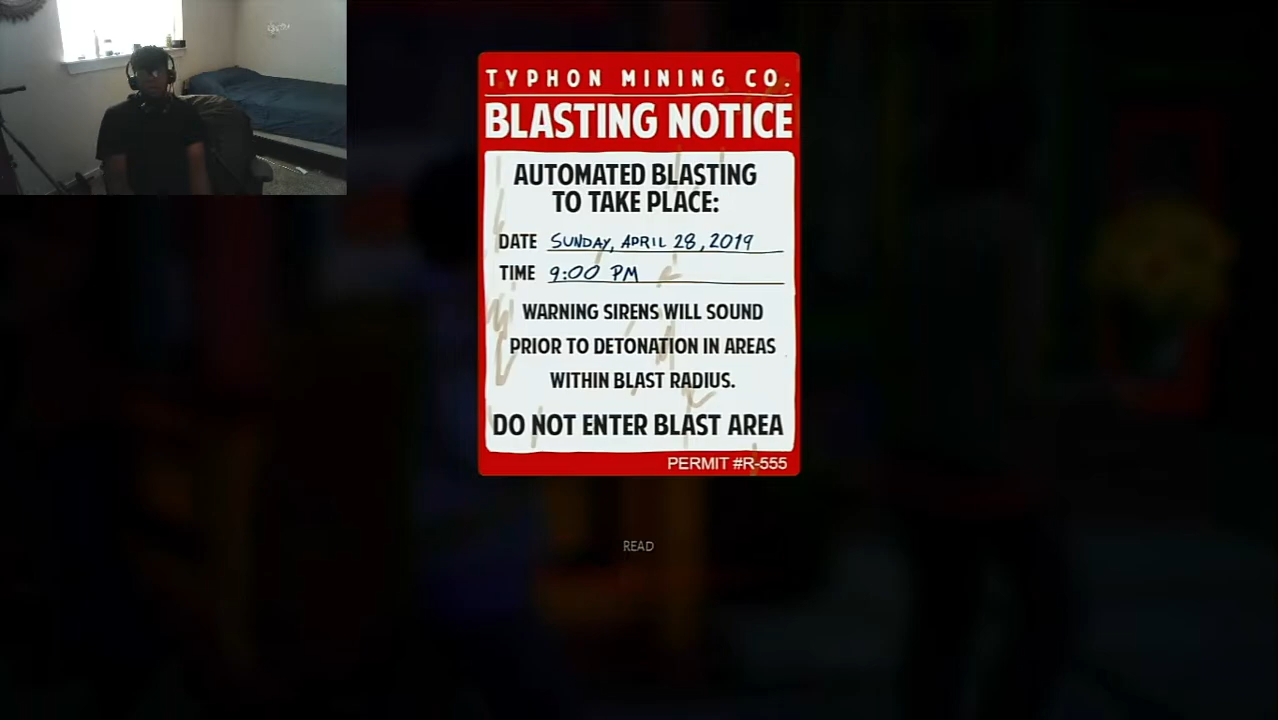 TYPHON MINING CO.
BLASTING NOTICE
AUTOMATED BLASTING
TO TAKE PLACE:
DATE SUNDAY, APRIL 28, 2019
TIME 9:00 PM
WARNING SIRENS WILL SOUND
PRIOR TO DETONATION IN AREAS
WITHIN BLAST RADIUS.
DO NOT ENTER BLAST AREA
PERMIT #R-555
READ